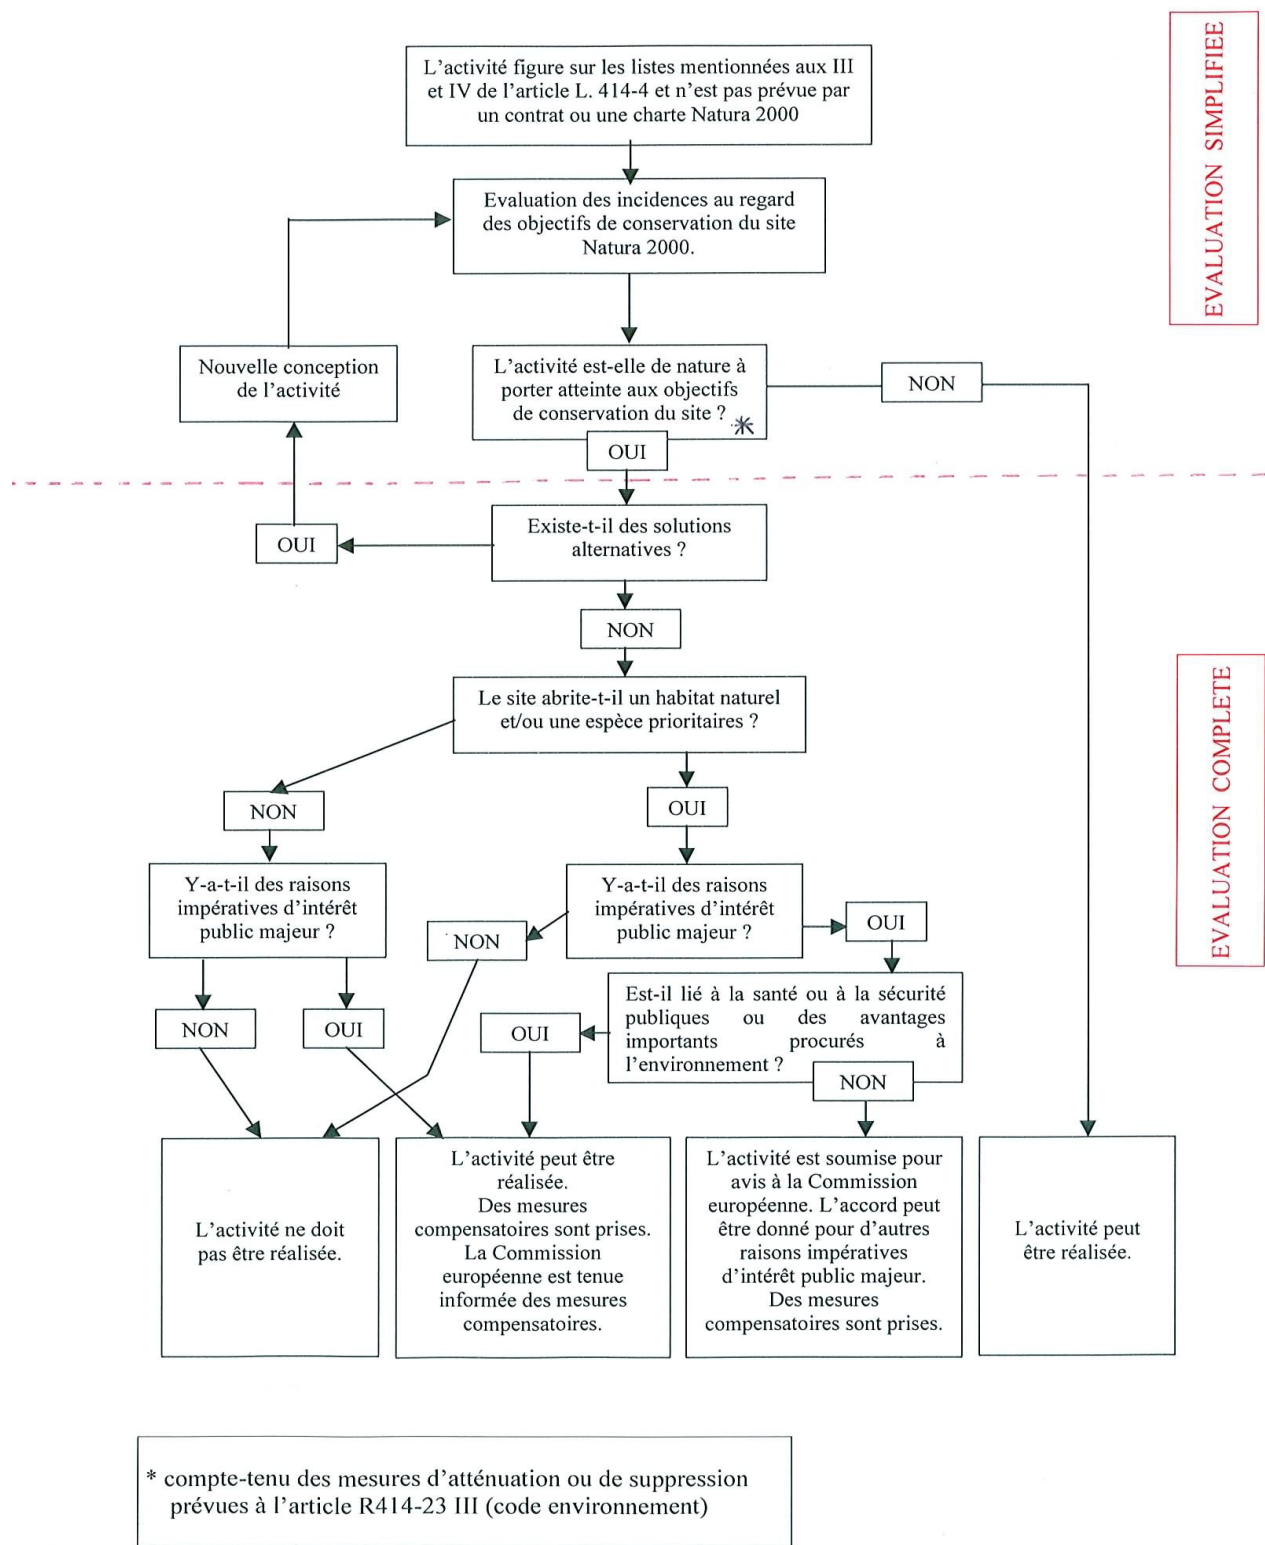 EVALUATION SIMPLIFIEE
L'activité figure sur les listes mentionnées aux III
et IV de l'article L. 414-4 et n'est pas prévue par
un contrat ou une charte Natura 2000
Evaluation des incidences au regard
des objectifs de conservation du site
Natura 2000.
Nouvelle conception
de l'activité
L'activité est-elle de nature à
porter atteinte aux objectifs
de conservation du site ? *
NON
OUI
Existe-t-il des solutions
alternatives ?
OUI
NON
EVALUATION COMPLETE
Le site abrite-t-il un habitat naturel
et/ou une espèce prioritaires ?
NON
OUI
Y-a-t-il des raisons
impératives d'intérêt
public majeur ?
Y-a-t-il des raisons
impératives d'intérêt
public majeur ?
NON
OUI
Est-il lié à la santé ou à la sécurité
publiques ou des avantages
importants procurés à
l'environnement ?
NON
OUI
OUI
NON
L'activité ne doit
pas être réalisée.
L'activité peut être
réalisée.
Des mesures
compensatoires sont prises.
La Commission
européenne est tenue
informée des mesures
compensatoires.
L'activité est soumise pour
avis à la Commission
européenne. L'accord peut
être donné pour d'autres
raisons impératives
d'intérêt public majeur.
Des mesures
compensatoires sont prises.
L'activité peut
être réalisée.
* compte-tenu des mesures d'atténuation ou de suppression
prévues à l'article R414-23 III (code environnement)